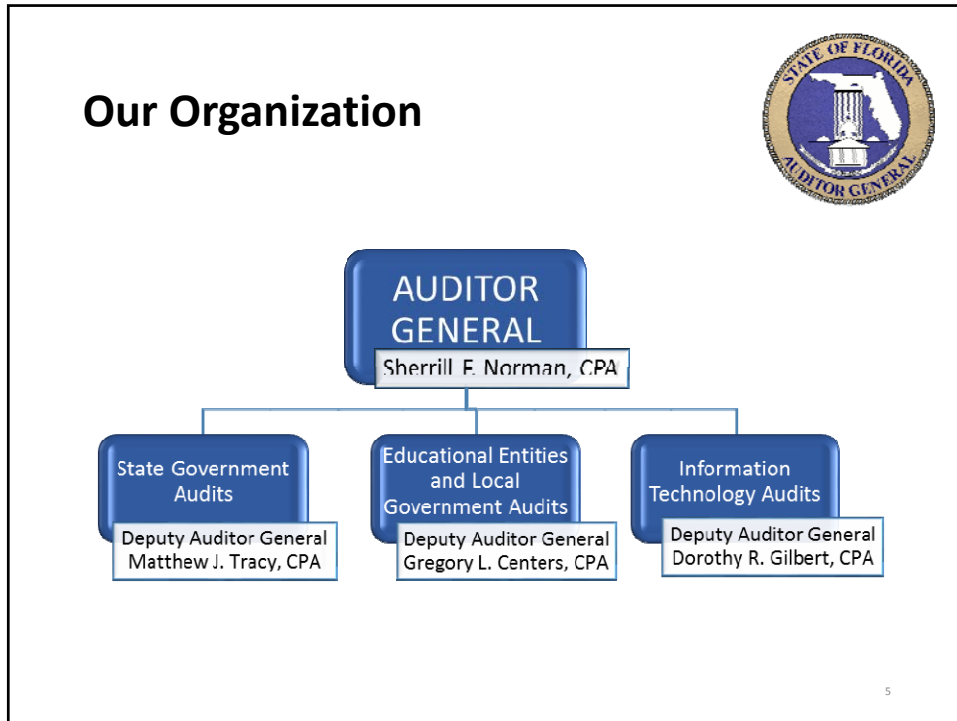 Our Organization
STATE OF FLORIDA
AUDITOR GENERAL
AUDITOR
GENERAL
Sherrill F. Norman, CPA
State Government
Audits
Deputy Auditor General
Matthew J. Tracy, CPA
Educational Entities
and Local
Government Audits
Deputy Auditor General
Gregory L. Centers, CPA
Information
Technology Audits
Deputy Auditor General
Dorothy R. Gilbert, CPA
5